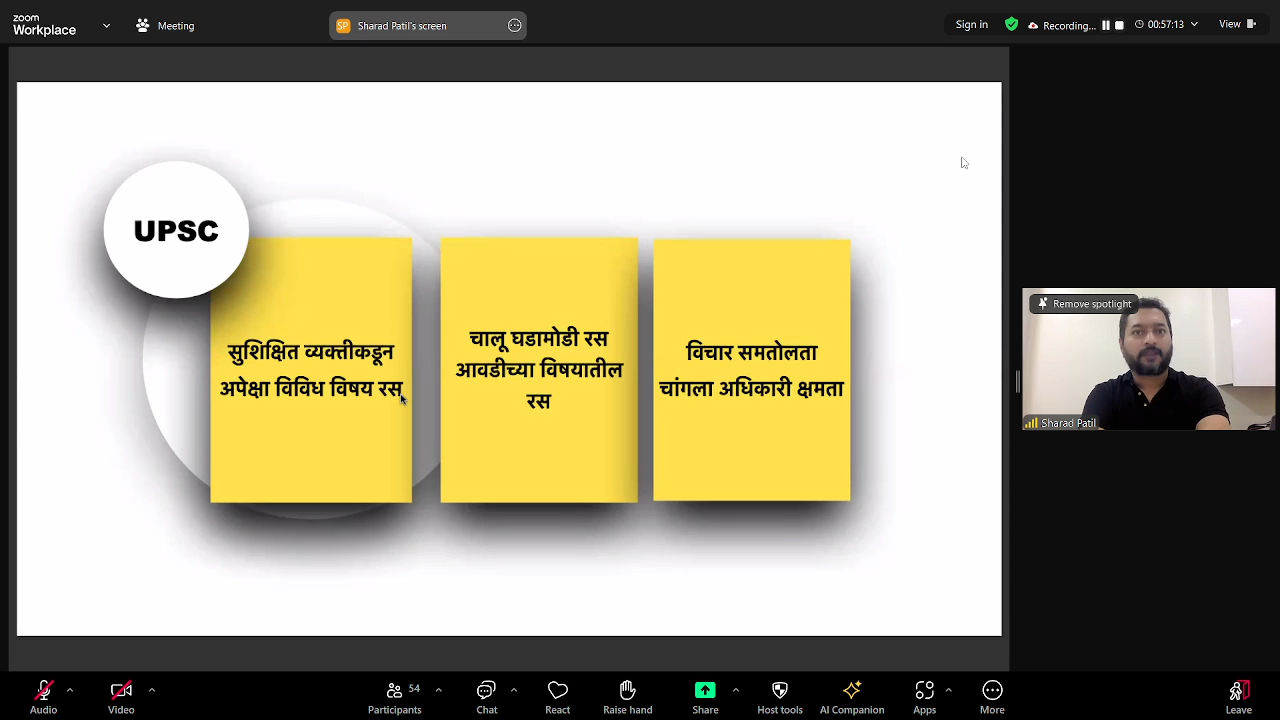 zoom
Workplace
Meeting
SP Sharad Patil's screen
Sign in
Recording...
00:57:13
View
UPSC
सुशिक्षित व्यक्तीकडून
अपेक्षा विविध विषय रस
चालू घडामोडी रस
आवडीच्या विषयातील
रस
विचार समतोलता
चांगला अधिकारी क्षमता
Remove spotlight
Sharad Patil
Audio
Video
54
Participants
Chat
React
Raise hand
Share
Host tools
AI Companion
Apps
More
Leave